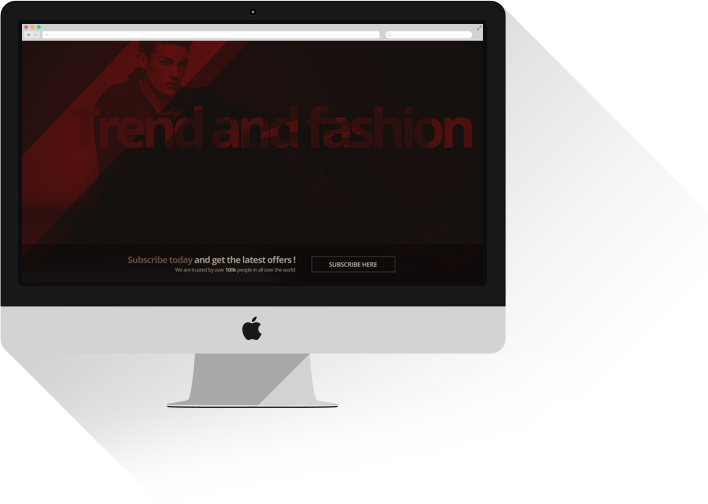 Trend and fashion
Subscribe today and get the latest offers !
We are trusted by over 100k people in all over the world
SUBSCRIBE HERE